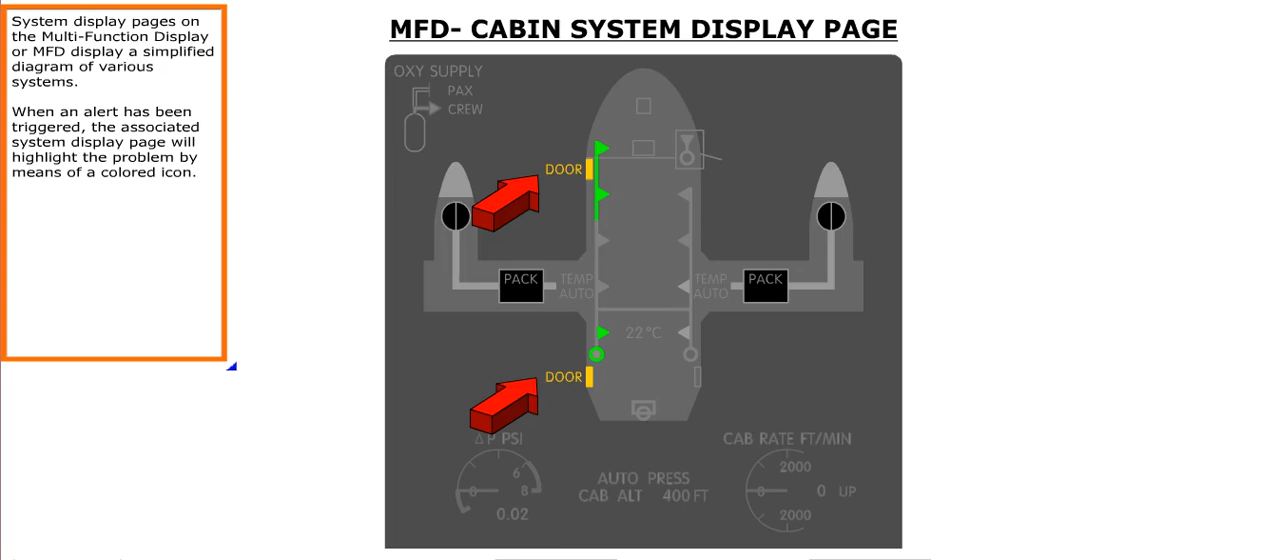 System display pages on
the Multi-Function Display
or MFD display a simplified
diagram of various
systems.
When an alert has been
triggered, the associated
system display page will
highlight the problem by
means of a colored icon.
MFD- CABIN SYSTEM DISPLAY PAGE
OXY SUPPLY
PAX
CREW
DOOR
PACK
TEMP
AUTO
TEMP
AUTO
PACK
22°C
DOOR
Δ P PSI
6
0
8
0.02
AUTO PRESS
CAB ALT 400 FT
CAB RATE FT/MIN
2000
0
0 UP
2000